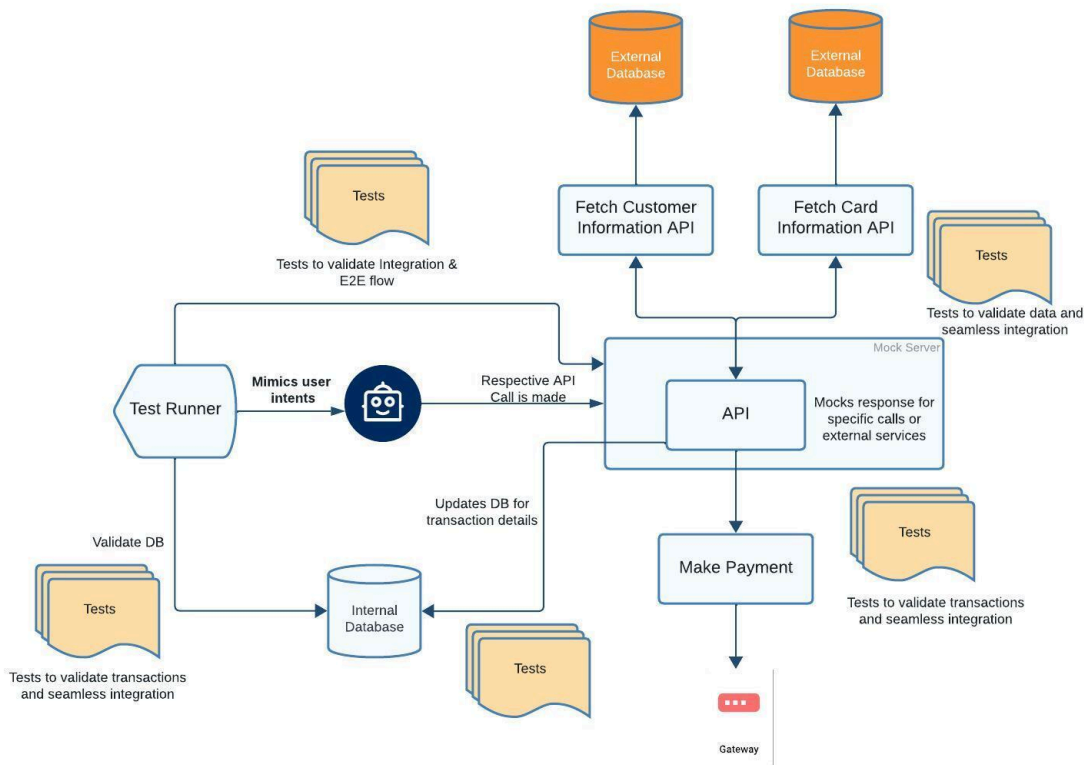 External
Database
External
Database
Tests
Tests to validate Integration &
E2E flow
Fetch Customer
Information API
Fetch Card
Information API
Tests
Tests to validate data and
seamless integration
Mock Server
Test Runner
Mimics user
intents
Respective API
Call is made
API
Mocks response for
specific calls or
external services
Updates DB for
transaction details
Validate DB
Tests
Make Payment
Tests
Internal
Database
Tests to validate transactions
and seamless integration
Tests
Tests to validate transactions
and seamless integration
Gateway